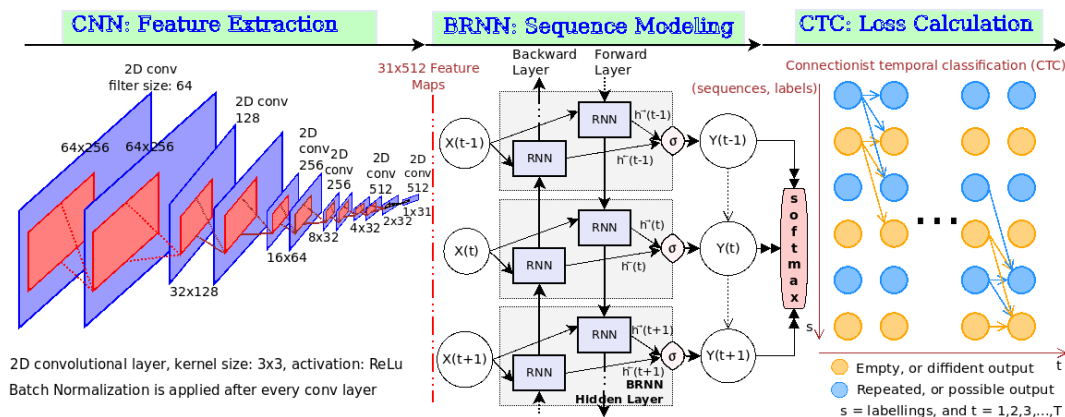 CNN: Feature Extraction
BRNN: Sequence Modeling
CTC: Loss Calculation
2D conv
filter size: 64
64x256
64x256
2D conv
128
32x128
2D
conv
256
16x64
2D conv
256
8x32
2D conv
512
4x32
2x32
2D conv
512
1x31
2D convolutional layer, kernel size: 3x3, activation: ReLu
Batch Normalization is applied after every conv layer
31x512 Feature
Maps
Backward
Layer
Forward
Layer
X(t-1)
RNN
RNN
h⃗(t-1)
h⃖(t-1)
σ
Y(t-1)
X(t)
RNN
RNN
h⃗(t)
h⃖(t)
σ
Y(t)
X(t+1)
RNN
RNN
h⃗(t+1)
h⃖(t+1)
σ
Y(t+1)
BRNN
Hidden Layer
softmax
Connectionist temporal classification (CTC)
(sequences, labels)
...
s
t
Empty, or diffident output
Repeated, or possible output
s = labellings, and t = 1,2,3,...,T